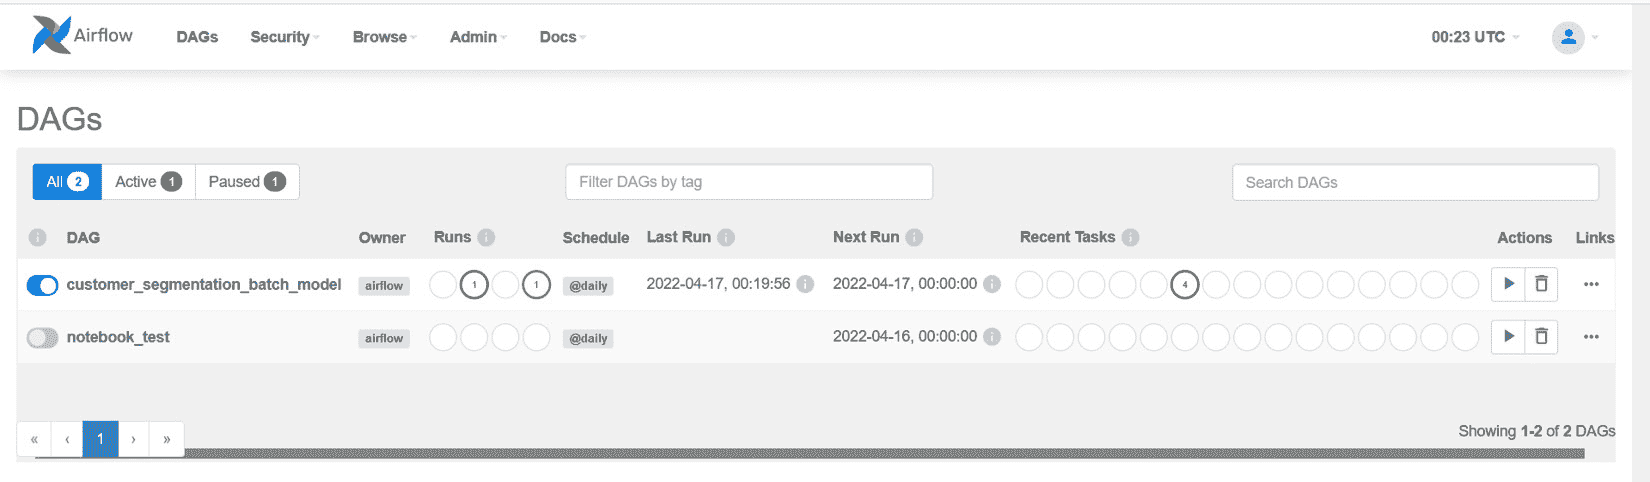 Airflow DAGs Security Browse Admin Docs 00:23 UTC
DAGs
All 2 Active 1 Paused 1 Filter DAGs by tag Search DAGs
i DAG Owner Runs i Schedule Last Run i Next Run i Recent Tasks i Actions Links
customer_segmentation_batch_model airflow 1 1 @daily 2022-04-17, 00:19:56 i 2022-04-17, 00:00:00 i 4 ...
notebook_test airflow @daily 2022-04-16, 00:00:00 i ...
« ‹ 1 › » Showing 1-2 of 2 DAGs